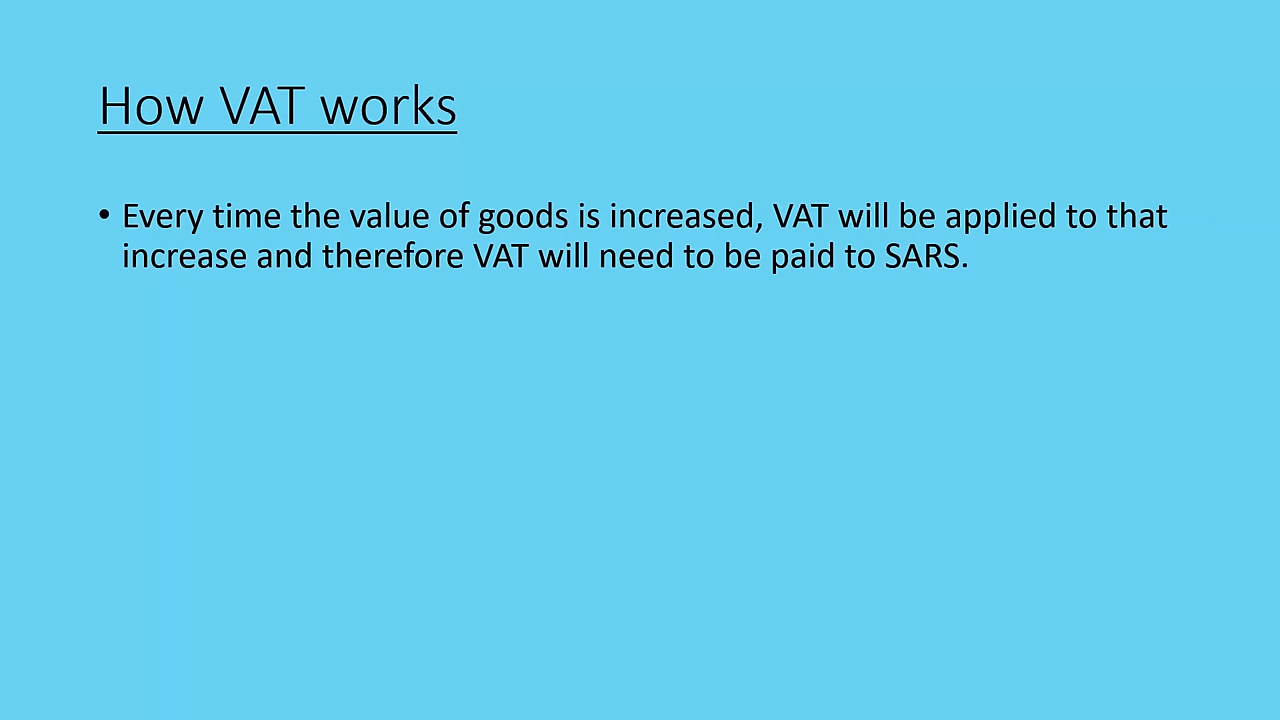 How VAT works
• Every time the value of goods is increased, VAT will be applied to that
increase and therefore VAT will need to be paid to SARS.